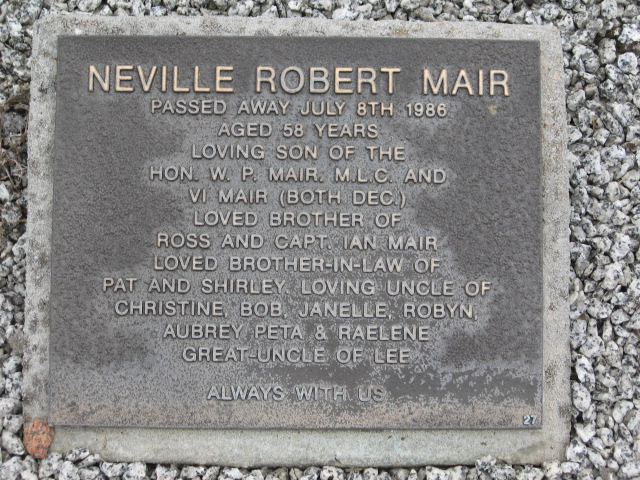 NEVILLE ROBERT MAIR
PASSED AWAY JULY 8TH 1986
AGED 58 YEARS
LOVING SON OF THE
HON. W. P. MAIR. M.L.C. AND
VI MAIR (BOTH DEC.)
LOVED BROTHER OF
ROSS AND CAPT. IAN MAIR
LOVED BROTHER-IN-LAW OF
PAT AND SHIRLEY. LOVING UNCLE OF
CHRISTINE, BOB, JANELLE, ROBYN,
AUBREY PETA & RAELENE
GREAT-UNCLE OF LEE
ALWAYS WITH US
27